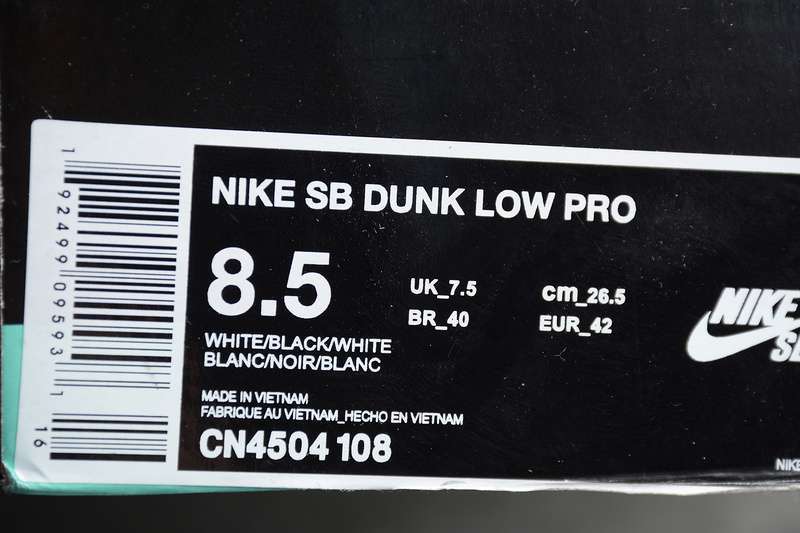 NIKE SB DUNK LOW PRO
8.5
UK_7.5
cm_26.5
BR_40
EUR_42
WHITE/BLACK/WHITE
BLANC/NOIR/BLANC
MADE IN VIETNAM
FABRIQUE AU VIETNAM_HECHO EN VIETNAM
CN4504 108
1 92499 09593 1
16
NIKE